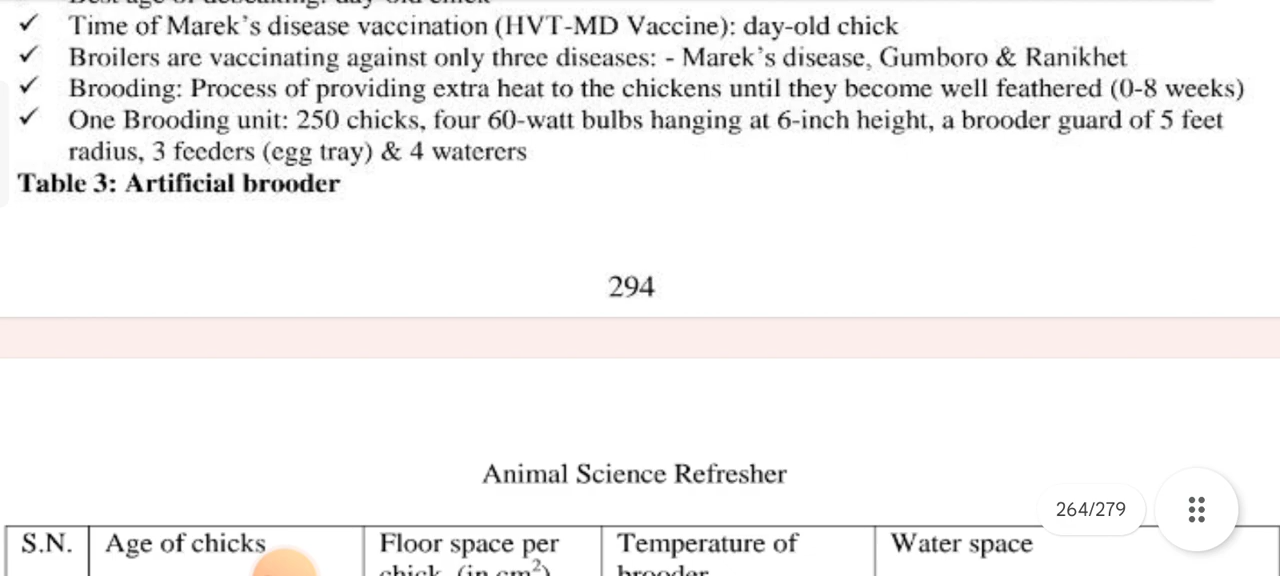 ✓ Time of Marek's disease vaccination (HVT-MD Vaccine): day-old chick
✓ Broilers are vaccinating against only three diseases: - Marek's disease, Gumboro & Ranikhet
✓ Brooding: Process of providing extra heat to the chickens until they become well feathered (0-8 weeks)
✓ One Brooding unit: 250 chicks, four 60-watt bulbs hanging at 6-inch height, a brooder guard of 5 feet
radius, 3 feeders (egg tray) & 4 waterers
Table 3: Artificial brooder
294
Animal Science Refresher
264/279
S.N. Age of chicks Floor space per Temperature of Water space
chick (in cm²) brooder